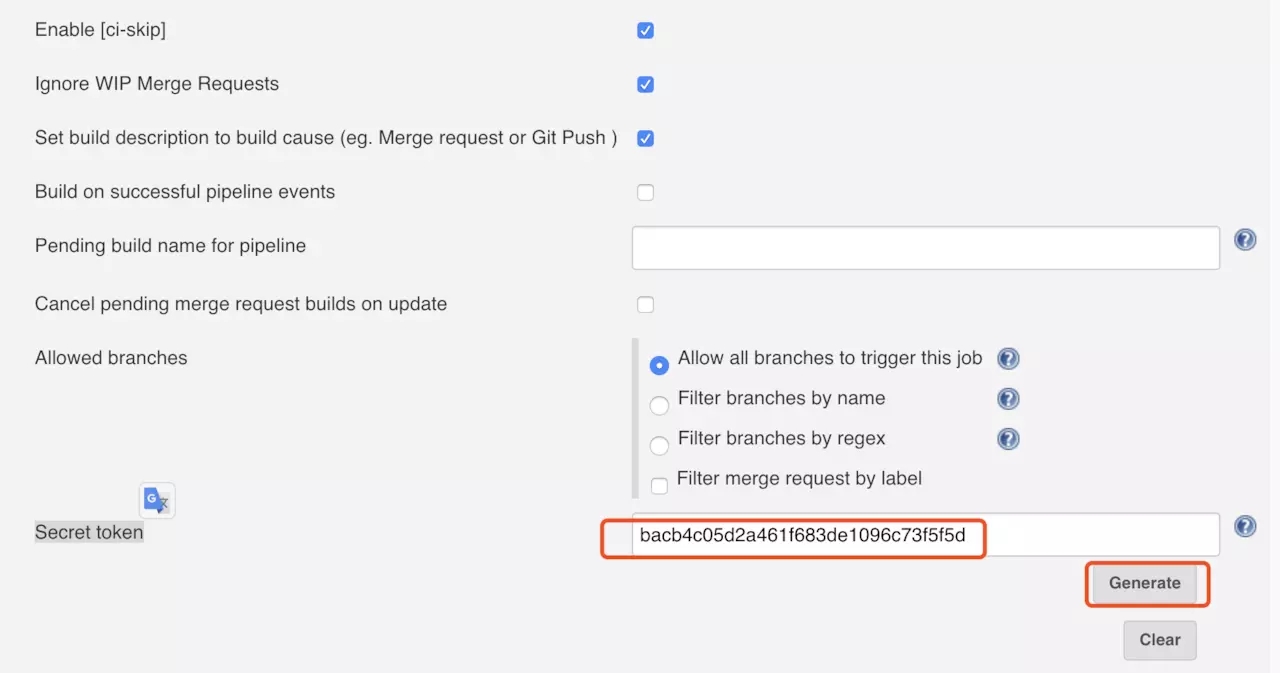 Enable [ci-skip]
Ignore WIP Merge Requests
Set build description to build cause (eg. Merge request or Git Push )
Build on successful pipeline events
Pending build name for pipeline
Cancel pending merge request builds on update
Allowed branches
Allow all branches to trigger this job
Filter branches by name
Filter branches by regex
Filter merge request by label
Secret token
bacb4c05d2a461f683de1096c73f5f5d
Generate
Clear